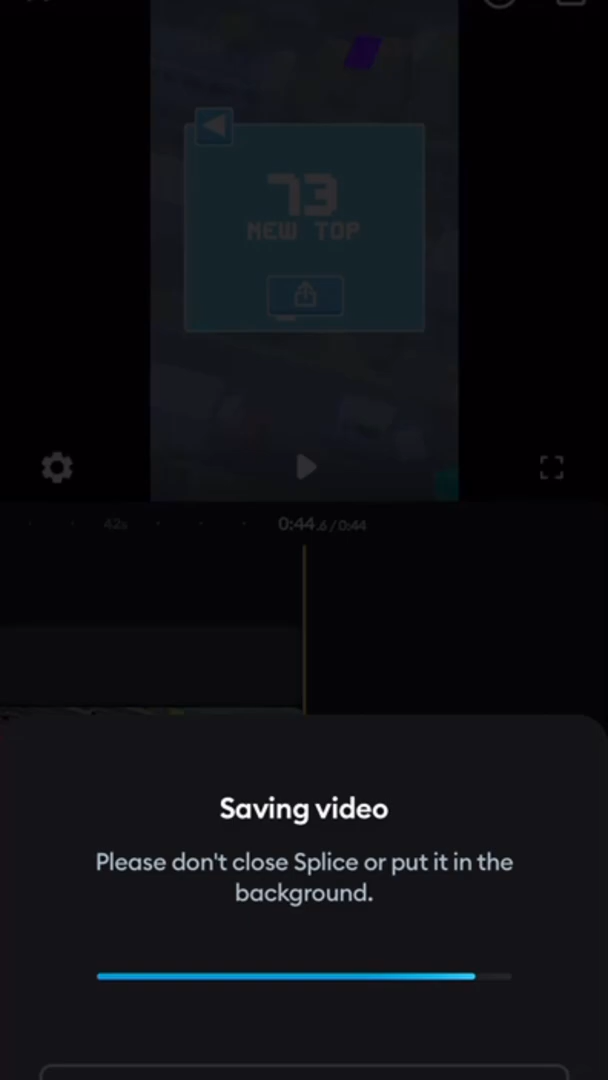 73
NEW TOP
42s
0:44.6 / 0:44
Saving video
Please don't close Splice or put it in the
background.